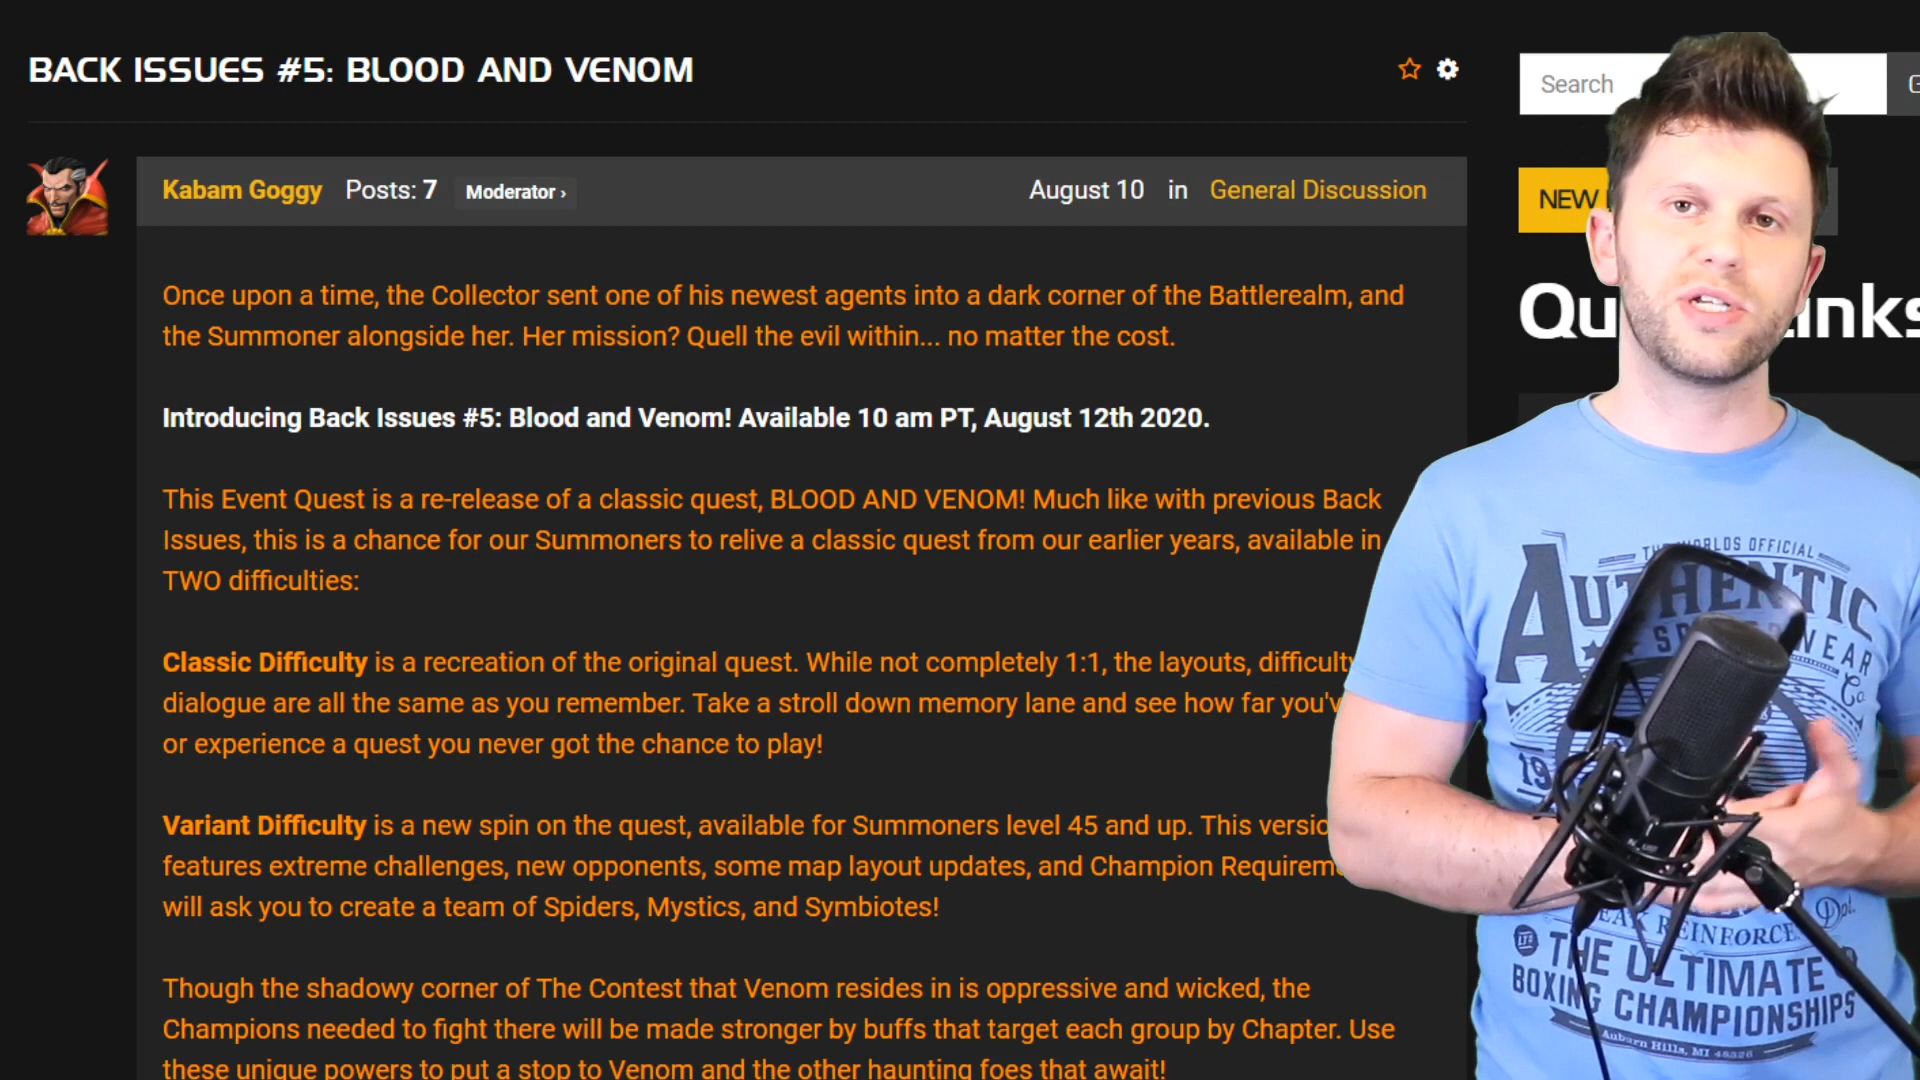 BACK ISSUES #5: BLOOD AND VENOM
Search
Kabam Goggy Posts: 7 Moderator › August 10 in General Discussion
NEW
Once upon a time, the Collector sent one of his newest agents into a dark corner of the Battlerealm, and
the Summoner alongside her. Her mission? Quell the evil within... no matter the cost.
Introducing Back Issues #5: Blood and Venom! Available 10 am PT, August 12th 2020.
This Event Quest is a re-release of a classic quest, BLOOD AND VENOM! Much like with previous Back
Issues, this is a chance for our Summoners to relive a classic quest from our earlier years, available in
TWO difficulties:
Classic Difficulty is a recreation of the original quest. While not completely 1:1, the layouts, difficulty
dialogue are all the same as you remember. Take a stroll down memory lane and see how far you'v
or experience a quest you never got the chance to play!
Variant Difficulty is a new spin on the quest, available for Summoners level 45 and up. This versio
features extreme challenges, new opponents, some map layout updates, and Champion Requirem
will ask you to create a team of Spiders, Mystics, and Symbiotes!
Though the shadowy corner of The Contest that Venom resides in is oppressive and wicked, the
Champions needed to fight there will be made stronger by buffs that target each group by Chapter. Use
these unique powers to put a stop to Venom and the other haunting foes that await!
OFFICIAL
AUTHENTIC
Co.
19
REINFORCE
Dpt.
THE ULTIMATE
BOXING CHAMPIONSHIPS
Auburn Hills, MI 48326